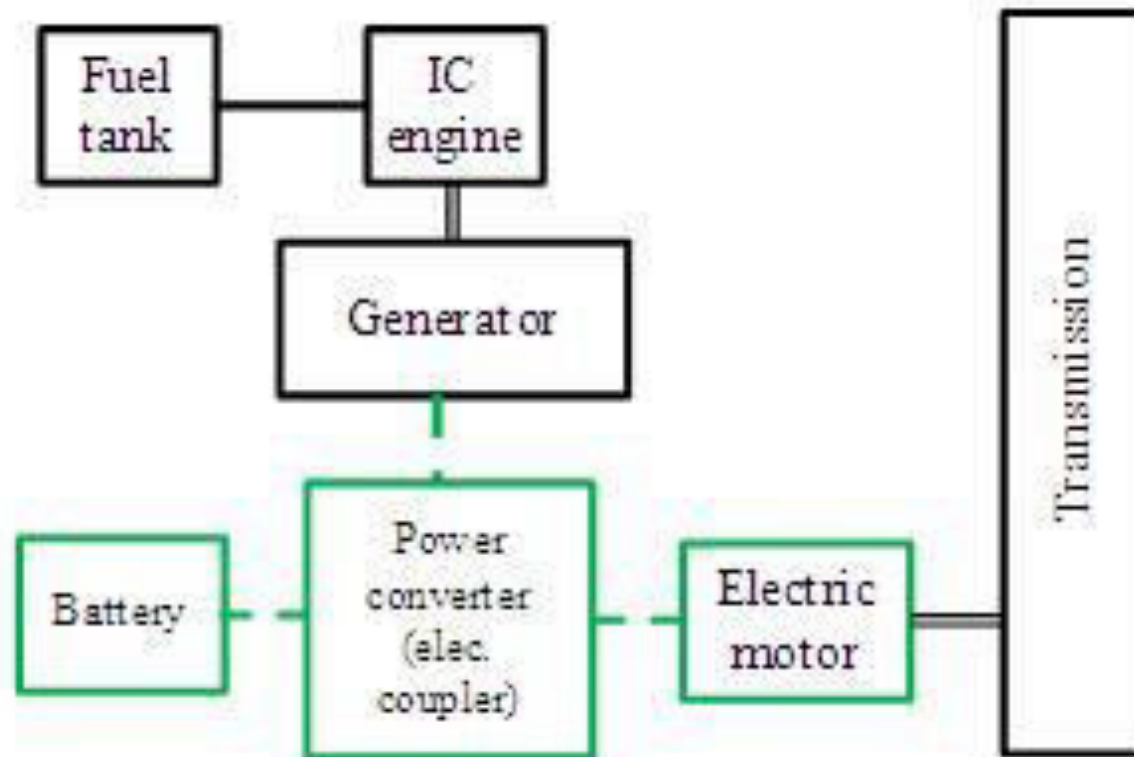 Fuel
tank
IC
engine
Generator
Transmission
Battery
Power
converter
(elec.
coupler)
Electric
motor